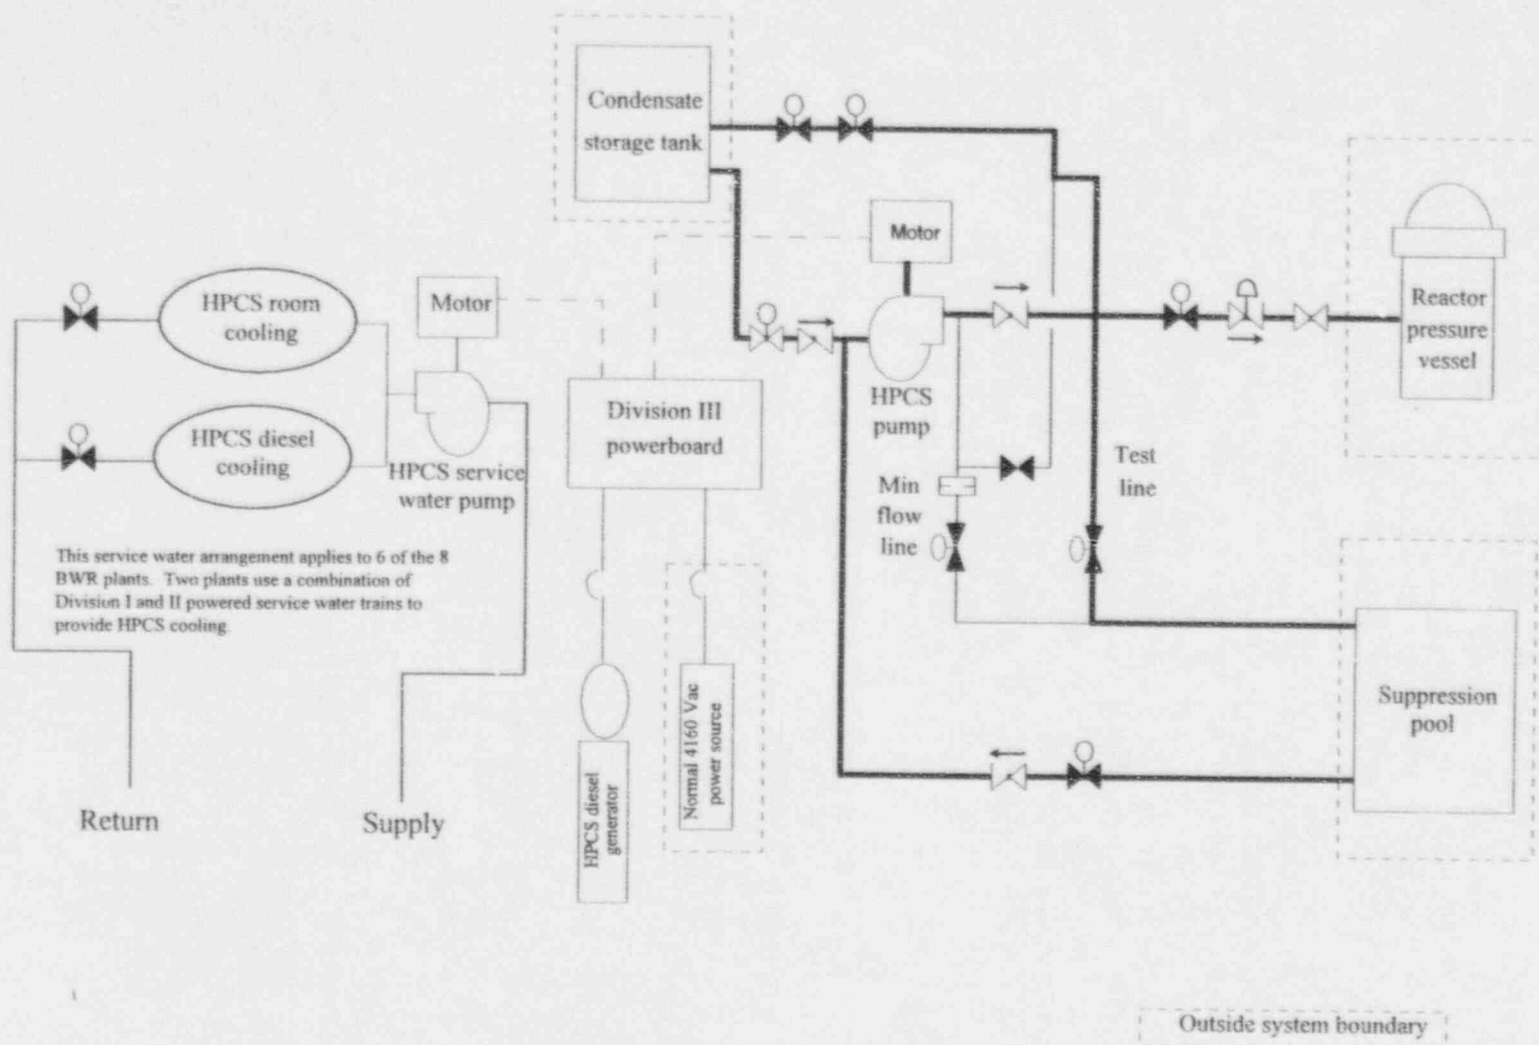 Condensate
storage tank
Motor
Reactor
pressure
vessel
HPCS room
cooling
Motor
HPCS diesel
cooling
HPCS service
water pump
Division III
powerboard
HPCS
pump
Min
flow
line
Test
line
This service water arrangement applies to 6 of the 8
BWR plants. Two plants use a combination of
Division I and II powered service water trains to
provide HPCS cooling.
Return
Supply
HPCS diesel
generator
Normal 4160 Vac
power source
Suppression
pool
Outside system boundary